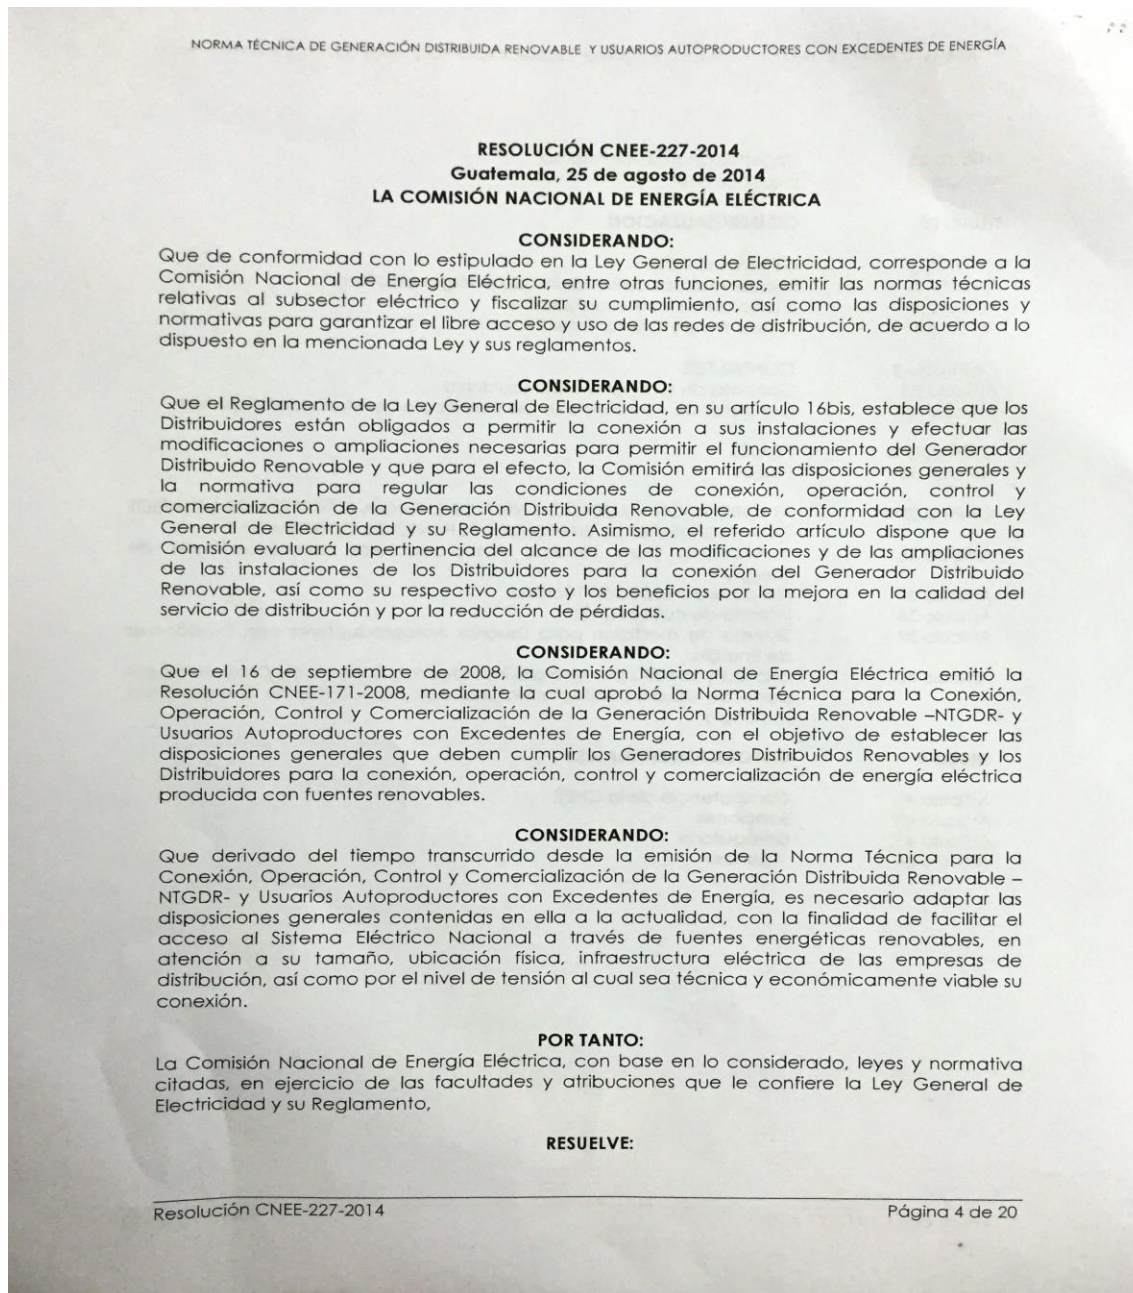 NORMA TÉCNICA DE GENERACIÓN DISTRIBUIDA RENOVABLE Y USUARIOS AUTOPRODUCTORES CON EXCEDENTES DE ENERGÍA
RESOLUCIÓN CNEE-227-2014
Guatemala, 25 de agosto de 2014
LA COMISIÓN NACIONAL DE ENERGÍA ELÉCTRICA
CONSIDERANDO:
Que de conformidad con lo estipulado en la Ley General de Electricidad, corresponde a la
Comisión Nacional de Energía Eléctrica, entre otras funciones, emitir las normas técnicas
relativas al subsector eléctrico y fiscalizar su cumplimiento, así como las disposiciones y
normativas para garantizar el libre acceso y uso de las redes de distribución, de acuerdo a lo
dispuesto en la mencionada Ley y sus reglamentos.
CONSIDERANDO:
Que el Reglamento de la Ley General de Electricidad, en su artículo 16bis, establece que los
Distribuidores están obligados a permitir la conexión a sus instalaciones y efectuar las
modificaciones o ampliaciones necesarias para permitir el funcionamiento del Generador
Distribuido Renovable y que para el efecto, la Comisión emitirá las disposiciones generales y
la normativa para regular las condiciones de conexión, operación, control y
comercialización de la Generación Distribuida Renovable, de conformidad con la Ley
General de Electricidad y su Reglamento. Asimismo, el referido artículo dispone que la
Comisión evaluará la pertinencia del alcance de las modificaciones y de las ampliaciones
de las instalaciones de los Distribuidores para la conexión del Generador Distribuido
Renovable, así como su respectivo costo y los beneficios por la mejora en la calidad del
servicio de distribución y por la reducción de pérdidas.
CONSIDERANDO:
Que el 16 de septiembre de 2008, la Comisión Nacional de Energía Eléctrica emitió la
Resolución CNEE-171-2008, mediante la cual aprobó la Norma Técnica para la Conexión,
Operación, Control y Comercialización de la Generación Distribuida Renovable –NTGDR- y
Usuarios Autoproductores con Excedentes de Energía, con el objetivo de establecer las
disposiciones generales que deben cumplir los Generadores Distribuidos Renovables y los
Distribuidores para la conexión, operación, control y comercialización de energía eléctrica
producida con fuentes renovables.
CONSIDERANDO:
Que derivado del tiempo transcurrido desde la emisión de la Norma Técnica para la
Conexión, Operación, Control y Comercialización de la Generación Distribuida Renovable –
NTGDR- y Usuarios Autoproductores con Excedentes de Energía, es necesario adaptar las
disposiciones generales contenidas en ella a la actualidad, con la finalidad de facilitar el
acceso al Sistema Eléctrico Nacional a través de fuentes energéticas renovables, en
atención a su tamaño, ubicación física, infraestructura eléctrica de las empresas de
distribución, así como por el nivel de tensión al cual sea técnica y económicamente viable su
conexión.
POR TANTO:
La Comisión Nacional de Energía Eléctrica, con base en lo considerado, leyes y normativa
citadas, en ejercicio de las facultades y atribuciones que le confiere la Ley General de
Electricidad y su Reglamento,
RESUELVE:
Resolución CNEE-227-2014
Página 4 de 20